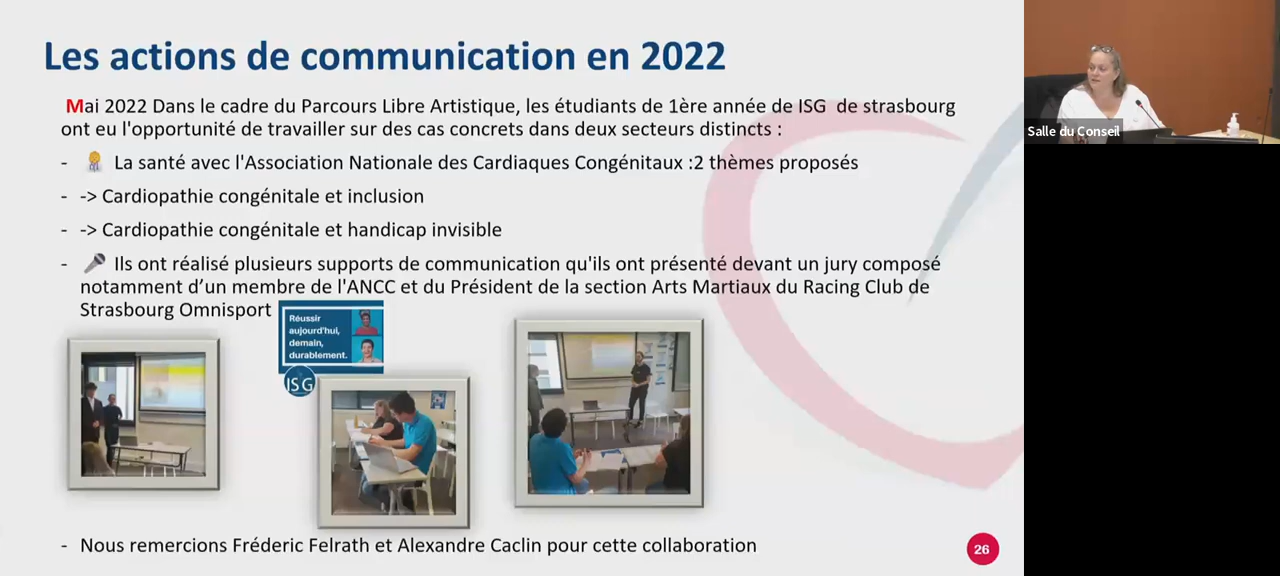 Les actions de communication en 2022
Mai 2022 Dans le cadre du Parcours Libre Artistique, les étudiants de 1ère année de ISG de strasbourg
ont eu l'opportunité de travailler sur des cas concrets dans deux secteurs distincts :
- La santé avec l'Association Nationale des Cardiaques Congénitaux :2 thèmes proposés
- -> Cardiopathie congénitale et inclusion
- -> Cardiopathie congénitale et handicap invisible
- Ils ont réalisé plusieurs supports de communication qu'ils ont présenté devant un jury composé
notamment d’un membre de l'ANCC et du Président de la section Arts Martiaux du Racing Club de
Strasbourg Omnisport
Réussir
aujourd'hui,
demain,
durablement.
ISG
- Nous remercions Fréderic Felrath et Alexandre Caclin pour cette collaboration
26
Salle du Conseil